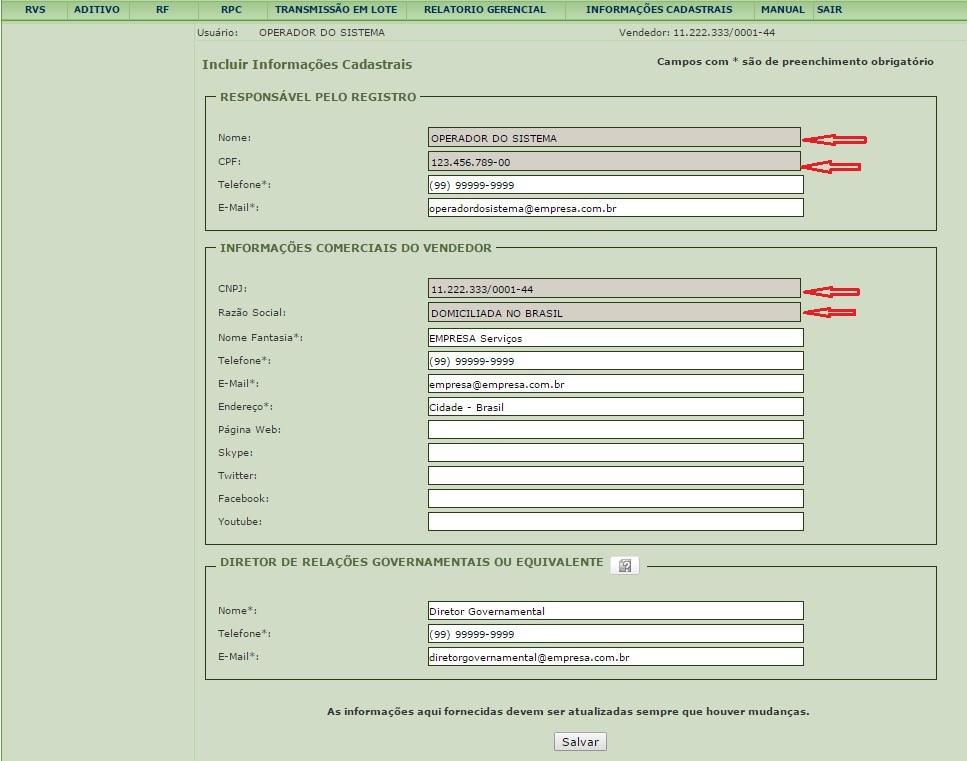 RVS ADITIVO RF RPC TRANSMISSÃO EM LOTE RELATORIO GERENCIAL INFORMAÇÕES CADASTRAIS MANUAL SAIR
Usuário: OPERADOR DO SISTEMA Vendedor: 11.222.333/0001-44
Incluir Informações Cadastrais Campos com * são de preenchimento obrigatório
RESPONSÁVEL PELO REGISTRO
Nome: OPERADOR DO SISTEMA
CPF: 123.456.789-00
Telefone*: (99) 99999-9999
E-Mail*: operadordosistema@empresa.com.br
INFORMAÇÕES COMERCIAIS DO VENDEDOR
CNPJ: 11.222.333/0001-44
Razão Social: DOMICILIADA NO BRASIL
Nome Fantasia*: EMPRESA Serviços
Telefone*: (99) 99999-9999
E-Mail*: empresa@empresa.com.br
Endereço*: Cidade - Brasil
Página Web:
Skype:
Twitter:
Facebook:
Youtube:
DIRETOR DE RELAÇÕES GOVERNAMENTAIS OU EQUIVALENTE
Nome*: Diretor Governamental
Telefone*: (99) 99999-9999
E-Mail*: diretorgovernamental@empresa.com.br
As informações aqui fornecidas devem ser atualizadas sempre que houver mudanças.
Salvar